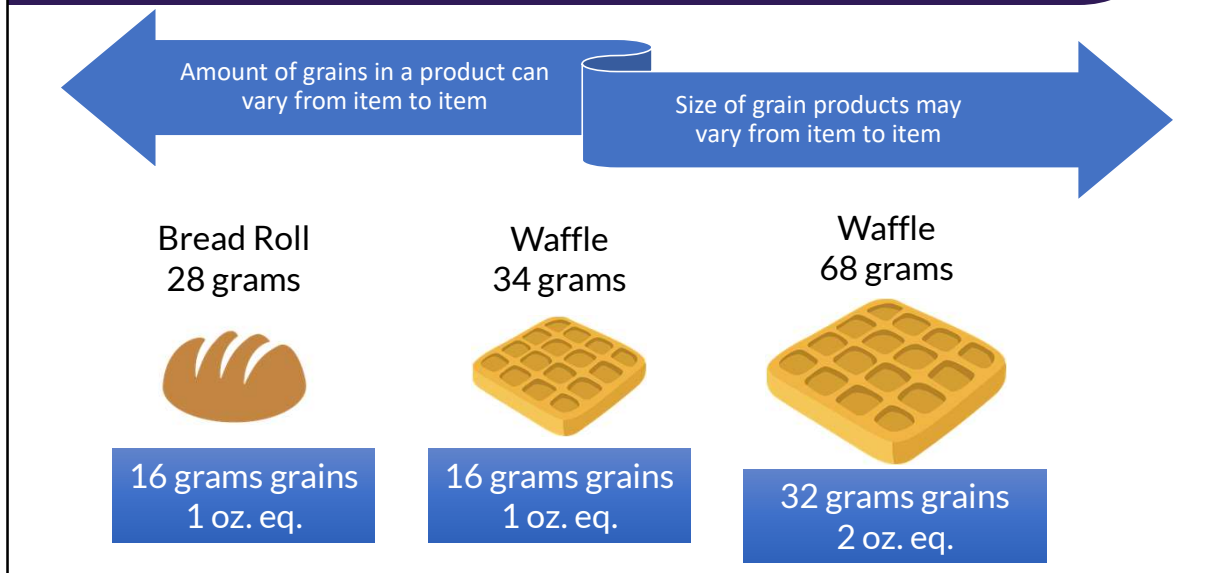 Amount of grains in a product can
vary from item to item
Size of grain products may
vary from item to item
Bread Roll
28 grams
Waffle
34 grams
Waffle
68 grams
16 grams grains
1 oz. eq.
16 grams grains
1 oz. eq.
32 grams grains
2 oz. eq.